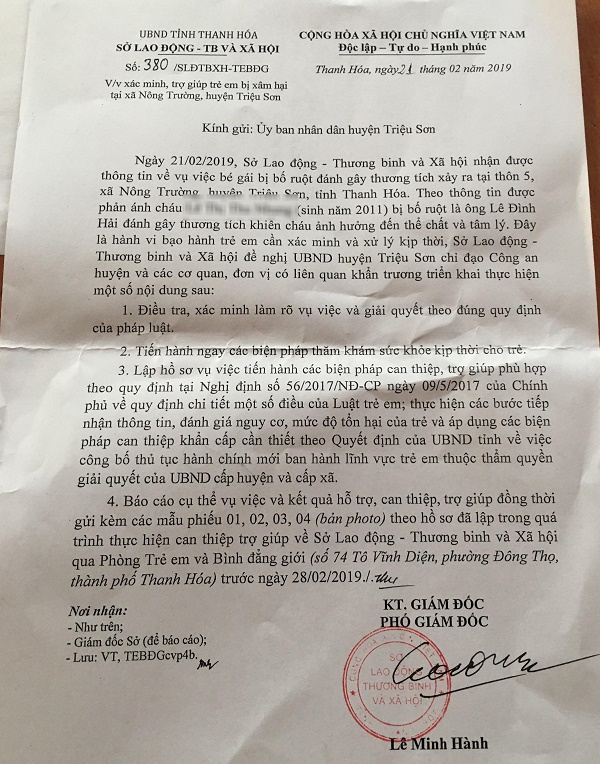 UBND TỈNH THANH HÓA
SỞ LAO ĐỘNG - TB VÀ XÃ HỘI
Số: 380/SLĐTBXH-TEBĐG
V/v xác minh, trợ giúp trẻ em bị xâm hại
tại xã Nông Trường, huyện Triệu Sơn
CỘNG HÒA XÃ HỘI CHỦ NGHĨA VIỆT NAM
Độc lập – Tự do – Hạnh phúc
Thanh Hóa, ngày 21 tháng 02 năm 2019
Kính gửi: Ủy ban nhân dân huyện Triệu Sơn
Ngày 21/02/2019, Sở Lao động - Thương binh và Xã hội nhận được
thông tin về vụ việc bé gái bị bố ruột đánh gây thương tích xảy ra tại thôn 5,
xã Nông Trường, huyện Triệu Sơn, tỉnh Thanh Hóa. Theo thông tin được
phản ánh cháu (sinh năm 2011) bị bố ruột là ông Lê Đình
Hải đánh gây thương tích khiên cháu ảnh hưởng đến thể chất và tâm lý. Đây
là hành vi bạo hành trẻ em cần xác minh và xử lý kịp thời, Sở Lao động -
Thương binh và Xã hội đề nghị UBND huyện Triệu Sơn chỉ đạo Công an
huyện và các cơ quan, đơn vị có liên quan khẩn trương triển khai thực hiện
một số nội dung sau:
1. Điều tra, xác minh làm rõ vụ việc và giải quyết theo đúng quy định
của pháp luật.
2. Tiến hành ngay các biện pháp thăm khám sức khỏe kịp thời cho trẻ.
3. Lập hồ sơ vụ việc tiến hành các biện pháp can thiệp, trợ giúp phù hợp
theo quy định tại Nghị định số 56/2017/NĐ-CP ngày 09/5/2017 của Chính
phủ về quy định chi tiết một số điều của Luật trẻ em; thực hiện các bước tiếp
nhận thông tin, đánh giá nguy cơ, mức độ tổn hại của trẻ và áp dụng các biện
pháp can thiệp khẩn cấp cần thiết theo Quyết định của UBND tỉnh về việc
công bố thủ tục hành chính mới ban hành lĩnh vực trẻ em thuộc thẩm quyền
giải quyết của UBND cấp huyện và cấp xã.
4. Báo cáo cụ thể vụ việc và kết quả hỗ trợ, can thiệp, trợ giúp đồng thời
gửi kèm các mẫu phiếu 01, 02, 03, 04 (bản photo) theo hồ sơ đã lập trong quá
trình thực hiện can thiệp trợ giúp về Sở Lao động - Thương binh và Xã hội
qua Phòng Trẻ em và Bình đẳng giới (số 74 Tô Vĩnh Diện, phường Đông Thọ,
thành phố Thanh Hóa) trước ngày 28/02/2019./.
Nơi nhận:
- Như trên;
- Giám đốc Sở (để báo cáo);
- Lưu: VT, TEBĐGcvp4b.
KT. GIÁM ĐỐC
PHÓ GIÁM ĐỐC
SỞ
LAO ĐỘNG
THƯƠNG BINH
VÀ XÃ HỘI
Lê Minh Hành